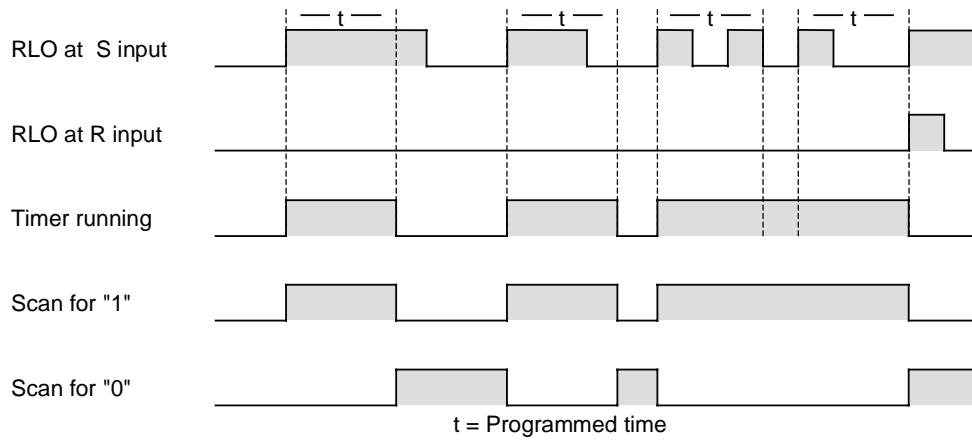 t t t t
RLO at S input
RLO at R input
Timer running
Scan for "1"
Scan for "0"
t = Programmed time